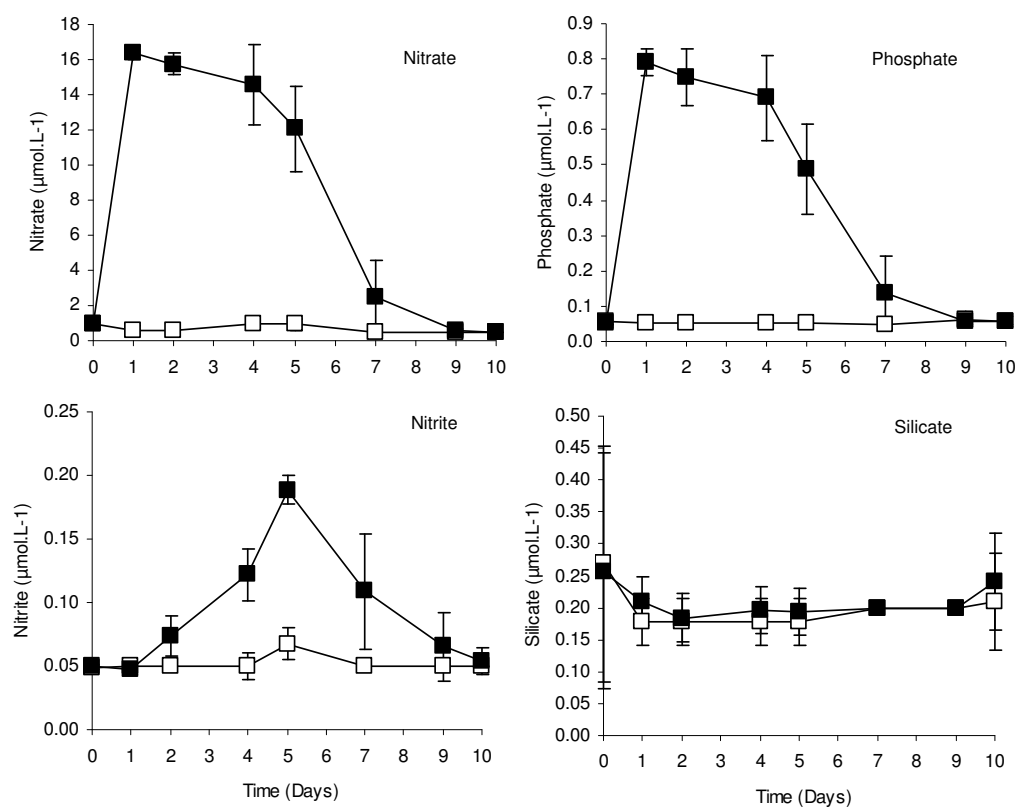 Nitrate
Nitrate (µmol.L-1)
18
16
14
12
10
8
6
4
2
0
0 1 2 3 4 5 6 7 8 9 10
Phosphate
Phosphate (µmol.L-1)
0.9
0.8
0.7
0.6
0.5
0.4
0.3
0.2
0.1
0.0
0 1 2 3 4 5 6 7 8 9 10
Nitrite
Nitrite (µmol.L-1)
0.25
0.20
0.15
0.10
0.05
0.00
0 1 2 3 4 5 6 7 8 9 10
Time (Days)
Silicate
Silicate (µmol.L-1)
0.50
0.45
0.40
0.35
0.30
0.25
0.20
0.15
0.10
0.05
0.00
0 1 2 3 4 5 6 7 8 9 10
Time (Days)